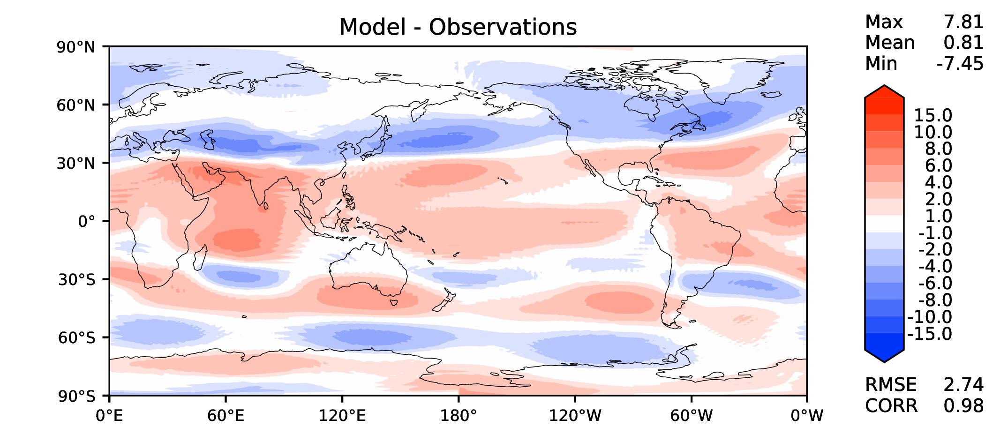 Model - Observations
Max 7.81
Mean 0.81
Min -7.45
90°N
60°N
30°N
0°
30°S
60°S
90°S
0°E 60°E 120°E 180° 120°W 60°W 0°W
15.0
10.0
8.0
6.0
4.0
2.0
1.0
-1.0
-2.0
-4.0
-6.0
-8.0
-10.0
-15.0
RMSE 2.74
CORR 0.98